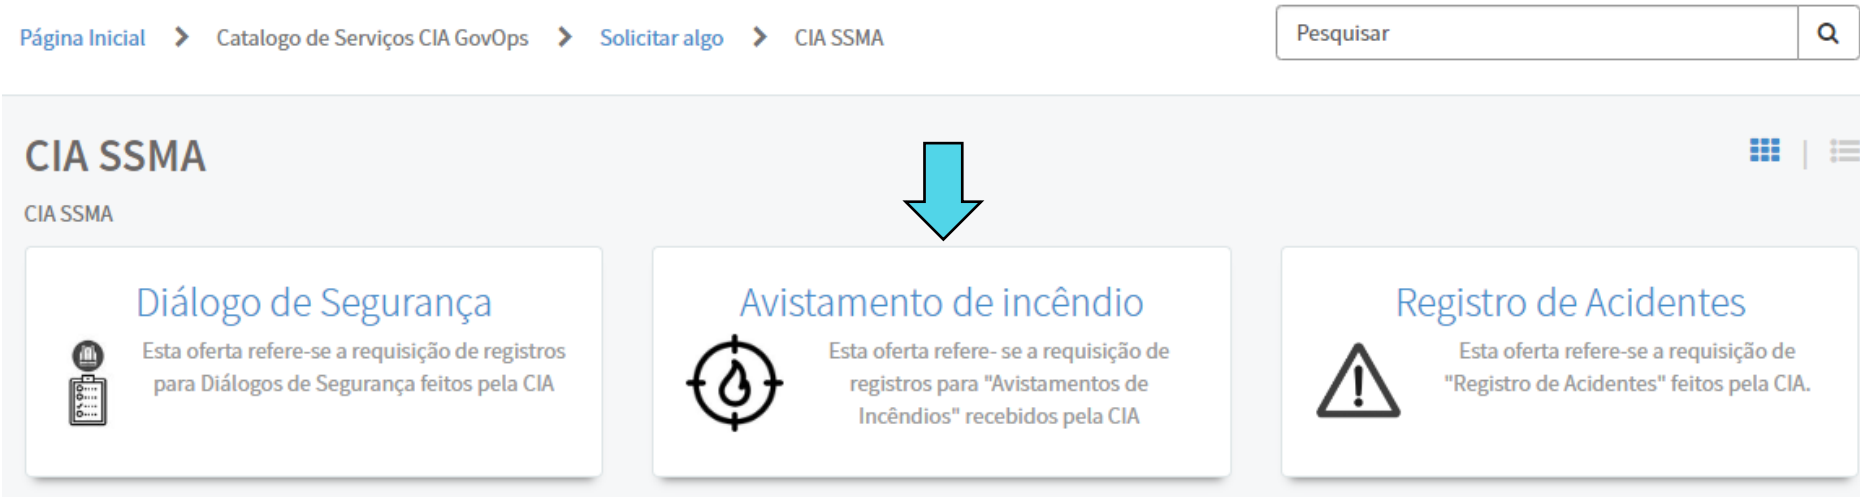 Página Inicial > Catalogo de Serviços CIA GovOps > Solicitar algo > CIA SSMA
Pesquisar
CIA SSMA
CIA SSMA
Diálogo de Segurança
Esta oferta refere-se a requisição de registros
para Diálogos de Segurança feitos pela CIA
Avistamento de incêndio
Esta oferta refere- se a requisição de
registros para "Avistamentos de
Incêndios" recebidos pela CIA
Registro de Acidentes
Esta oferta refere-se a requisição de
"Registro de Acidentes" feitos pela CIA.